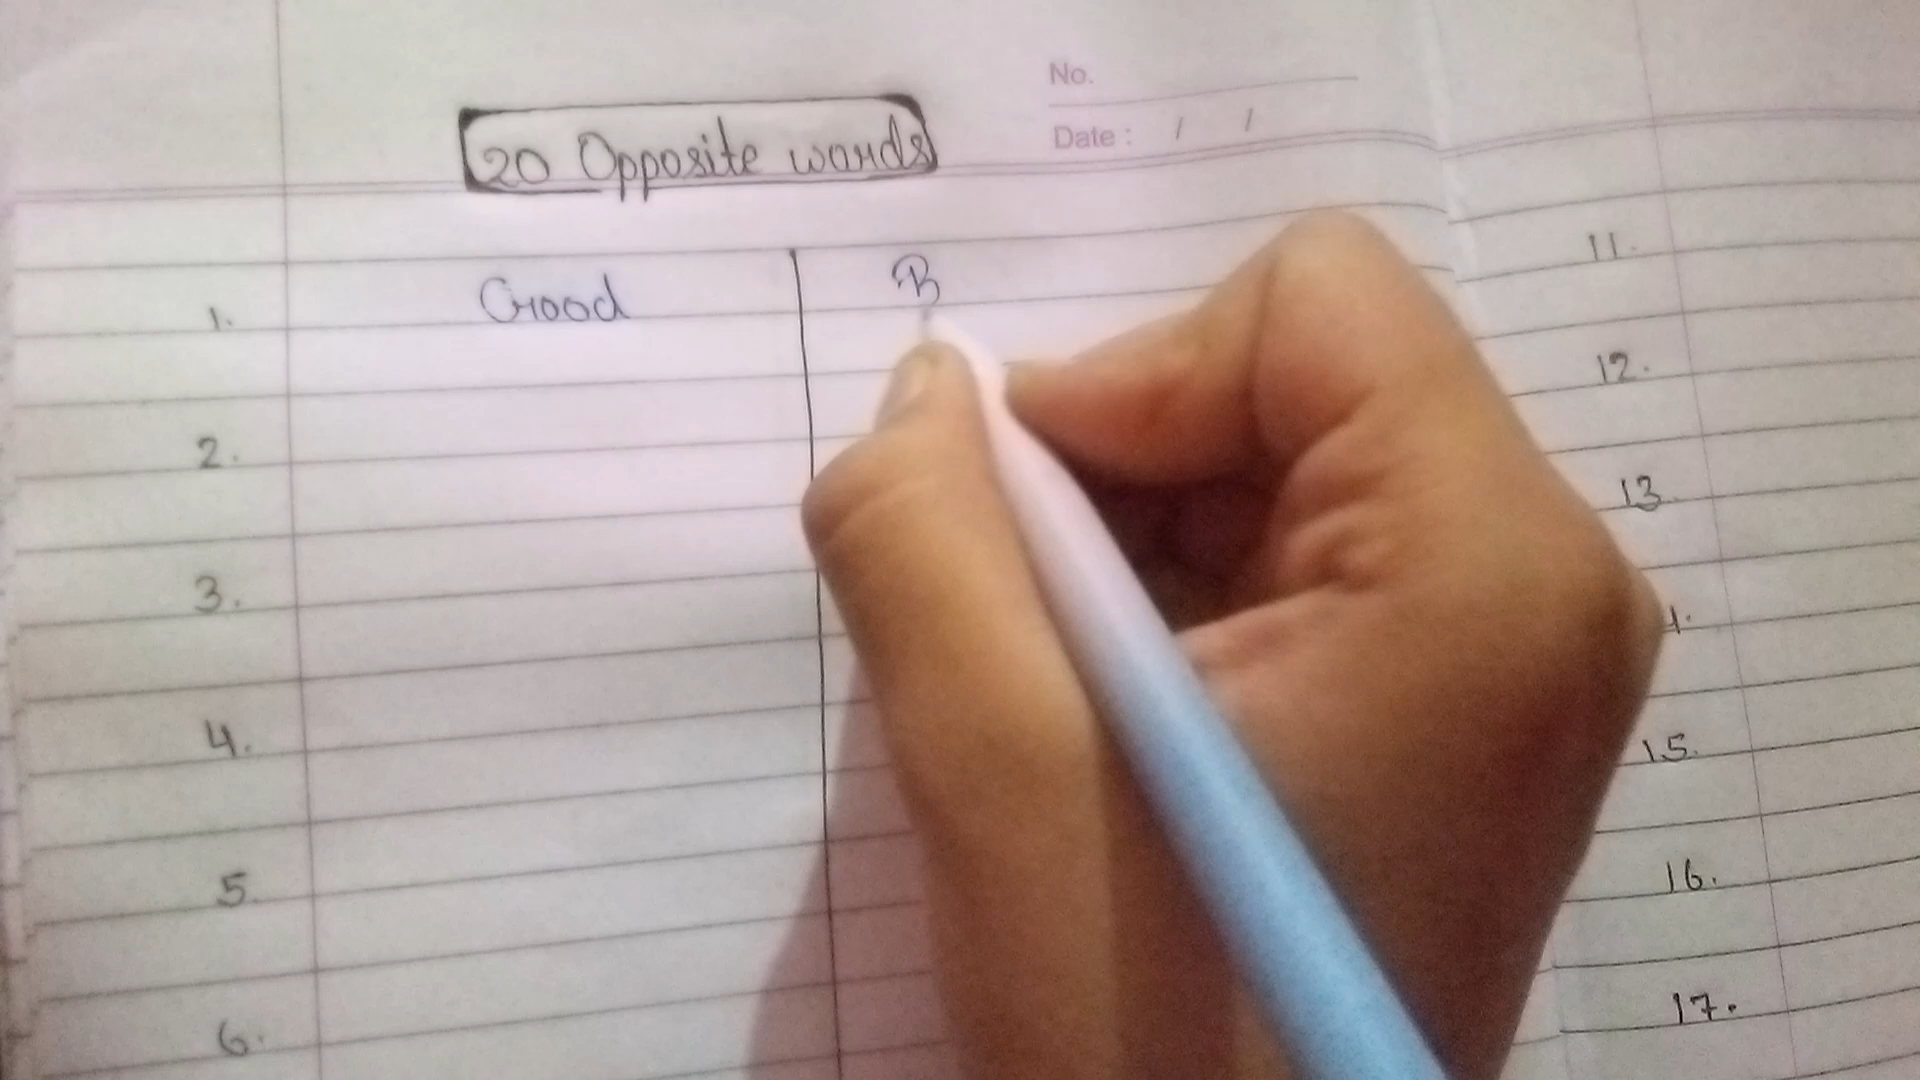 No.
20 Opposite words
Date : / /
1. Good B
2.
3.
4.
5.
6.
11.
12.
13.
15.
16.
17.